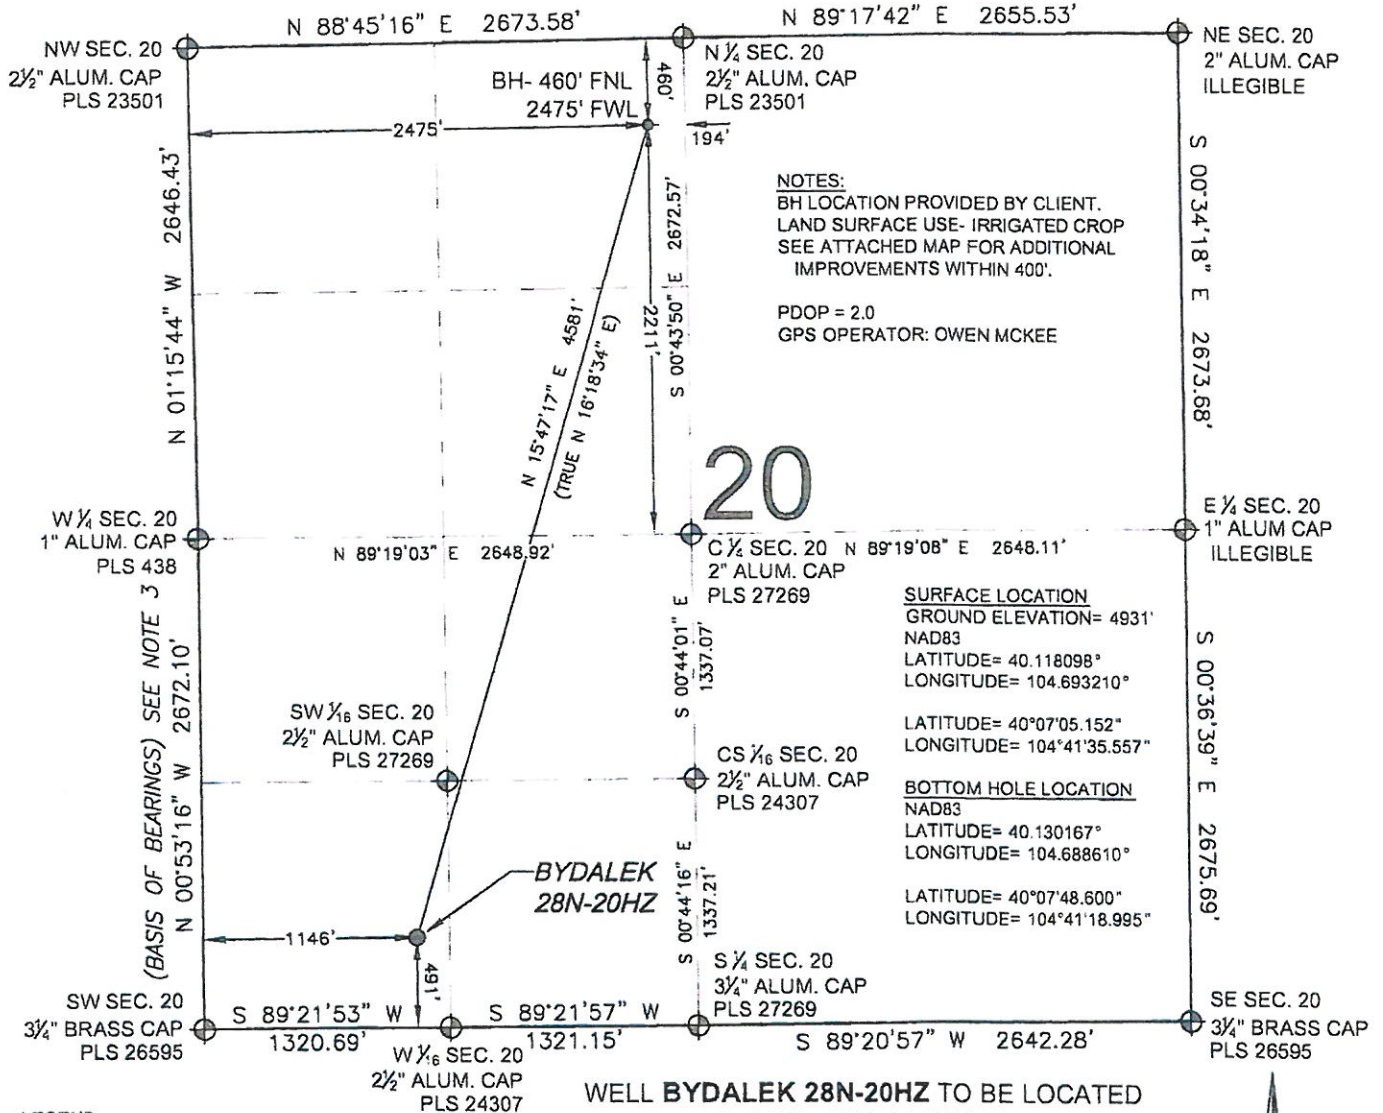 N 88°45'16" E 2673.58'
N 89°17'42" E 2655.53'
NW SEC. 20
2½" ALUM. CAP
PLS 23501
BH- 460' FNL
2475' FWL
460'
N ¼ SEC. 20
2½" ALUM. CAP
PLS 23501
NE SEC. 20
2" ALUM. CAP
ILLEGIBLE
2475'
194'
N 01°15'44" W 2646.43'
S 00°43'50" E 2672.57'
2211'
N 15°47'17" E 4581'
(TRUE N 16°18'34" E)
NOTES:
BH LOCATION PROVIDED BY CLIENT.
LAND SURFACE USE- IRRIGATED CROP
SEE ATTACHED MAP FOR ADDITIONAL
IMPROVEMENTS WITHIN 400'.
PDOP = 2.0
GPS OPERATOR: OWEN MCKEE
S 00°34'18" E 2673.68'
20
W ¼ SEC. 20
1" ALUM. CAP
PLS 438
N 89°19'03" E 2648.92'
C ¼ SEC. 20
2" ALUM. CAP
PLS 27269
N 89°19'08" E 2648.11'
E ¼ SEC. 20
1" ALUM CAP
ILLEGIBLE
(BASIS OF BEARINGS) SEE NOTE 3
N 00°53'16" W 2672.10'
S 00°44'01" E
1337.07'
SURFACE LOCATION
GROUND ELEVATION= 4931'
NAD83
LATITUDE= 40.118098°
LONGITUDE= 104.693210°
LATITUDE= 40°07'05.152"
LONGITUDE= 104°41'35.557"
BOTTOM HOLE LOCATION
NAD83
LATITUDE= 40.130167°
LONGITUDE= 104.688610°
LATITUDE= 40°07'48.600"
LONGITUDE= 104°41'18.995"
S 00°36'39" E 2675.69'
SW 1/16 SEC. 20
2½" ALUM. CAP
PLS 27269
CS 1/16 SEC. 20
2½" ALUM. CAP
PLS 24307
BYDALEK
28N-20HZ
1146'
491'
S 00°44'16" E
1337.21'
S ¼ SEC. 20
3¼" ALUM. CAP
PLS 27269
SW SEC. 20
3¼" BRASS CAP
PLS 26595
S 89°21'53" W
1320.69'
S 89°21'57" W
1321.15'
W 1/16 SEC. 20
2½" ALUM. CAP
PLS 24307
S 89°20'57" W 2642.28'
SE SEC. 20
3¼" BRASS CAP
PLS 26595
WELL BYDALEK 28N-20HZ TO BE LOCATED